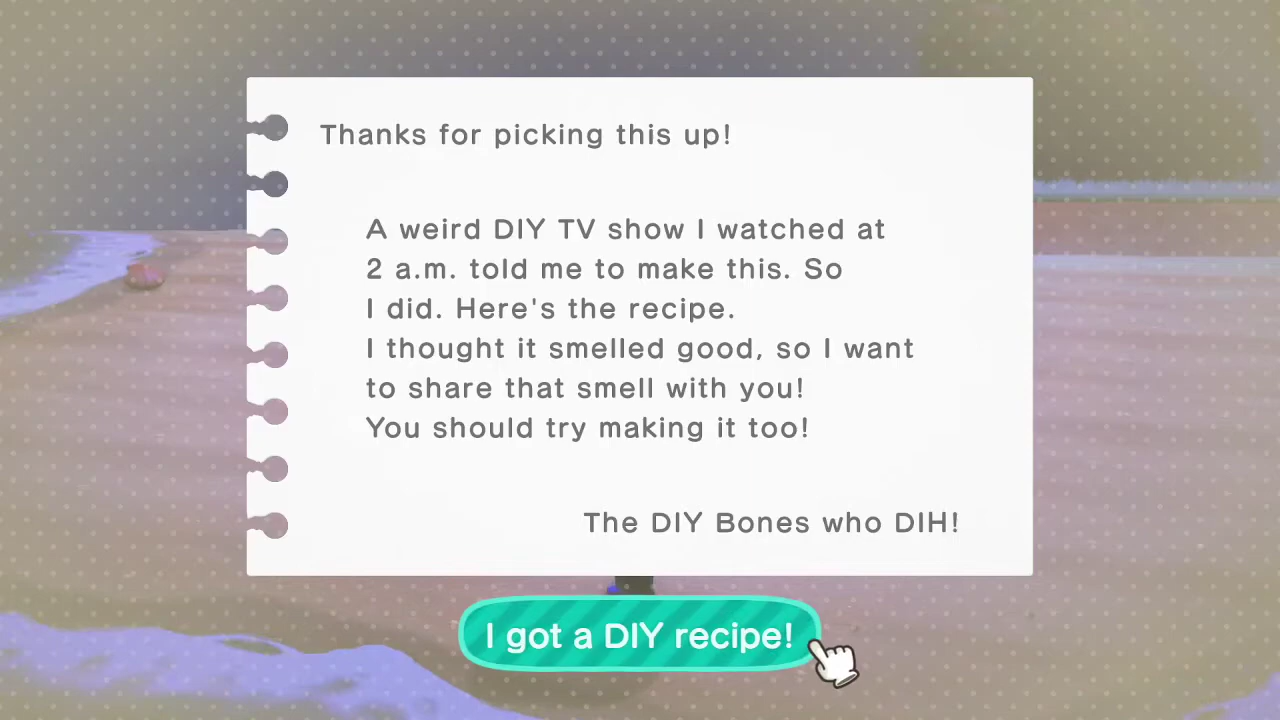 Thanks for picking this up!
A weird DIY TV show I watched at
2 a.m. told me to make this. So
I did. Here's the recipe.
I thought it smelled good, so I want
to share that smell with you!
You should try making it too!
The DIY Bones who DIH!
I got a DIY recipe!